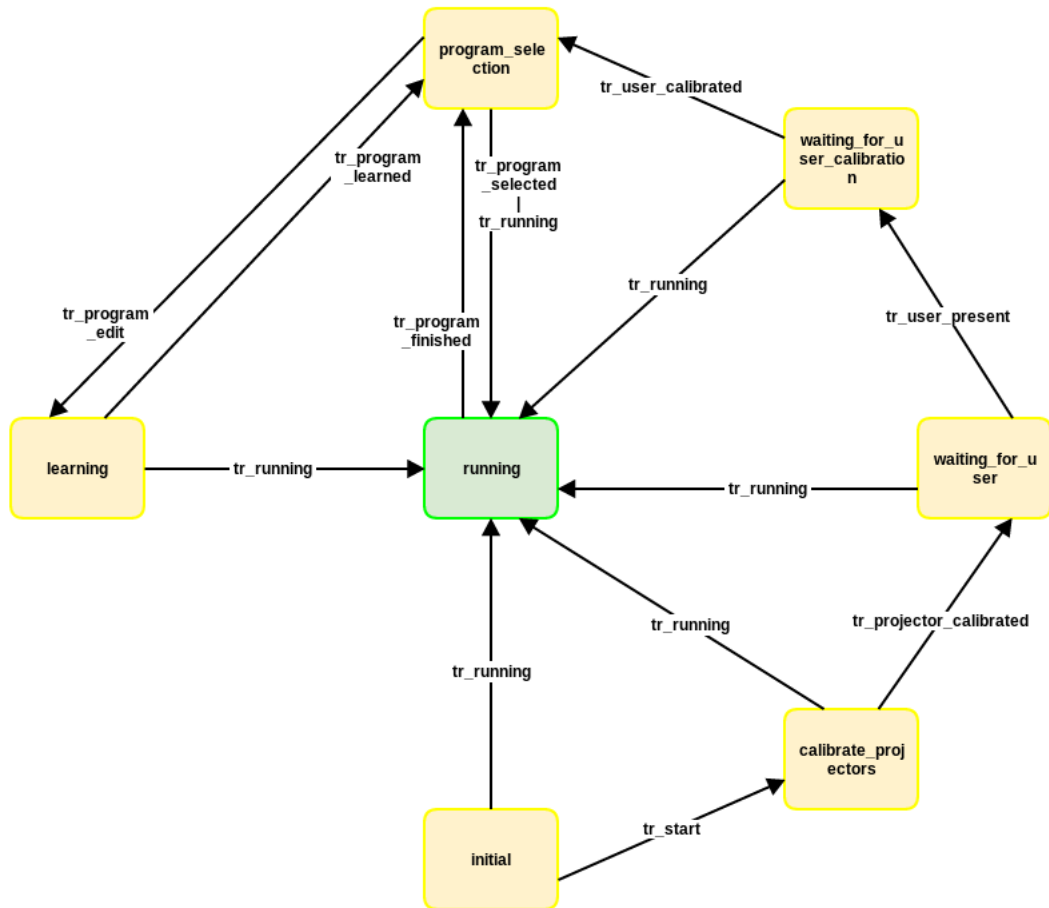 program_sele
ction
tr_user_calibrated
waiting_for_u
ser_calibratio
n
tr_program
_learned
tr_program
_selected
|
tr_running
tr_running
tr_program
_edit
tr_program
_finished
tr_user_present
learning
tr_running
running
tr_running
waiting_for_u
ser
tr_running
tr_running
tr_projector_calibrated
calibrate_proj
ectors
tr_start
initial